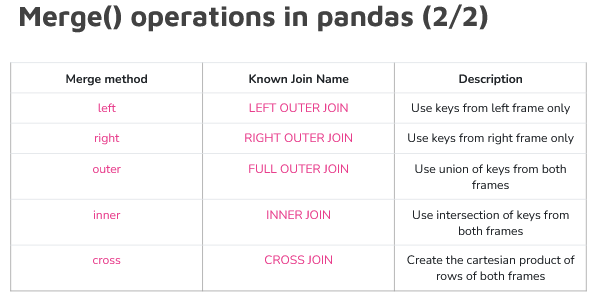 Merge() operations in pandas (2/2)
Merge method Known Join Name Description
left LEFT OUTER JOIN Use keys from left frame only
right RIGHT OUTER JOIN Use keys from right frame only
outer FULL OUTER JOIN Use union of keys from both
frames
inner INNER JOIN Use intersection of keys from
both frames
cross CROSS JOIN Create the cartesian product of
rows of both frames